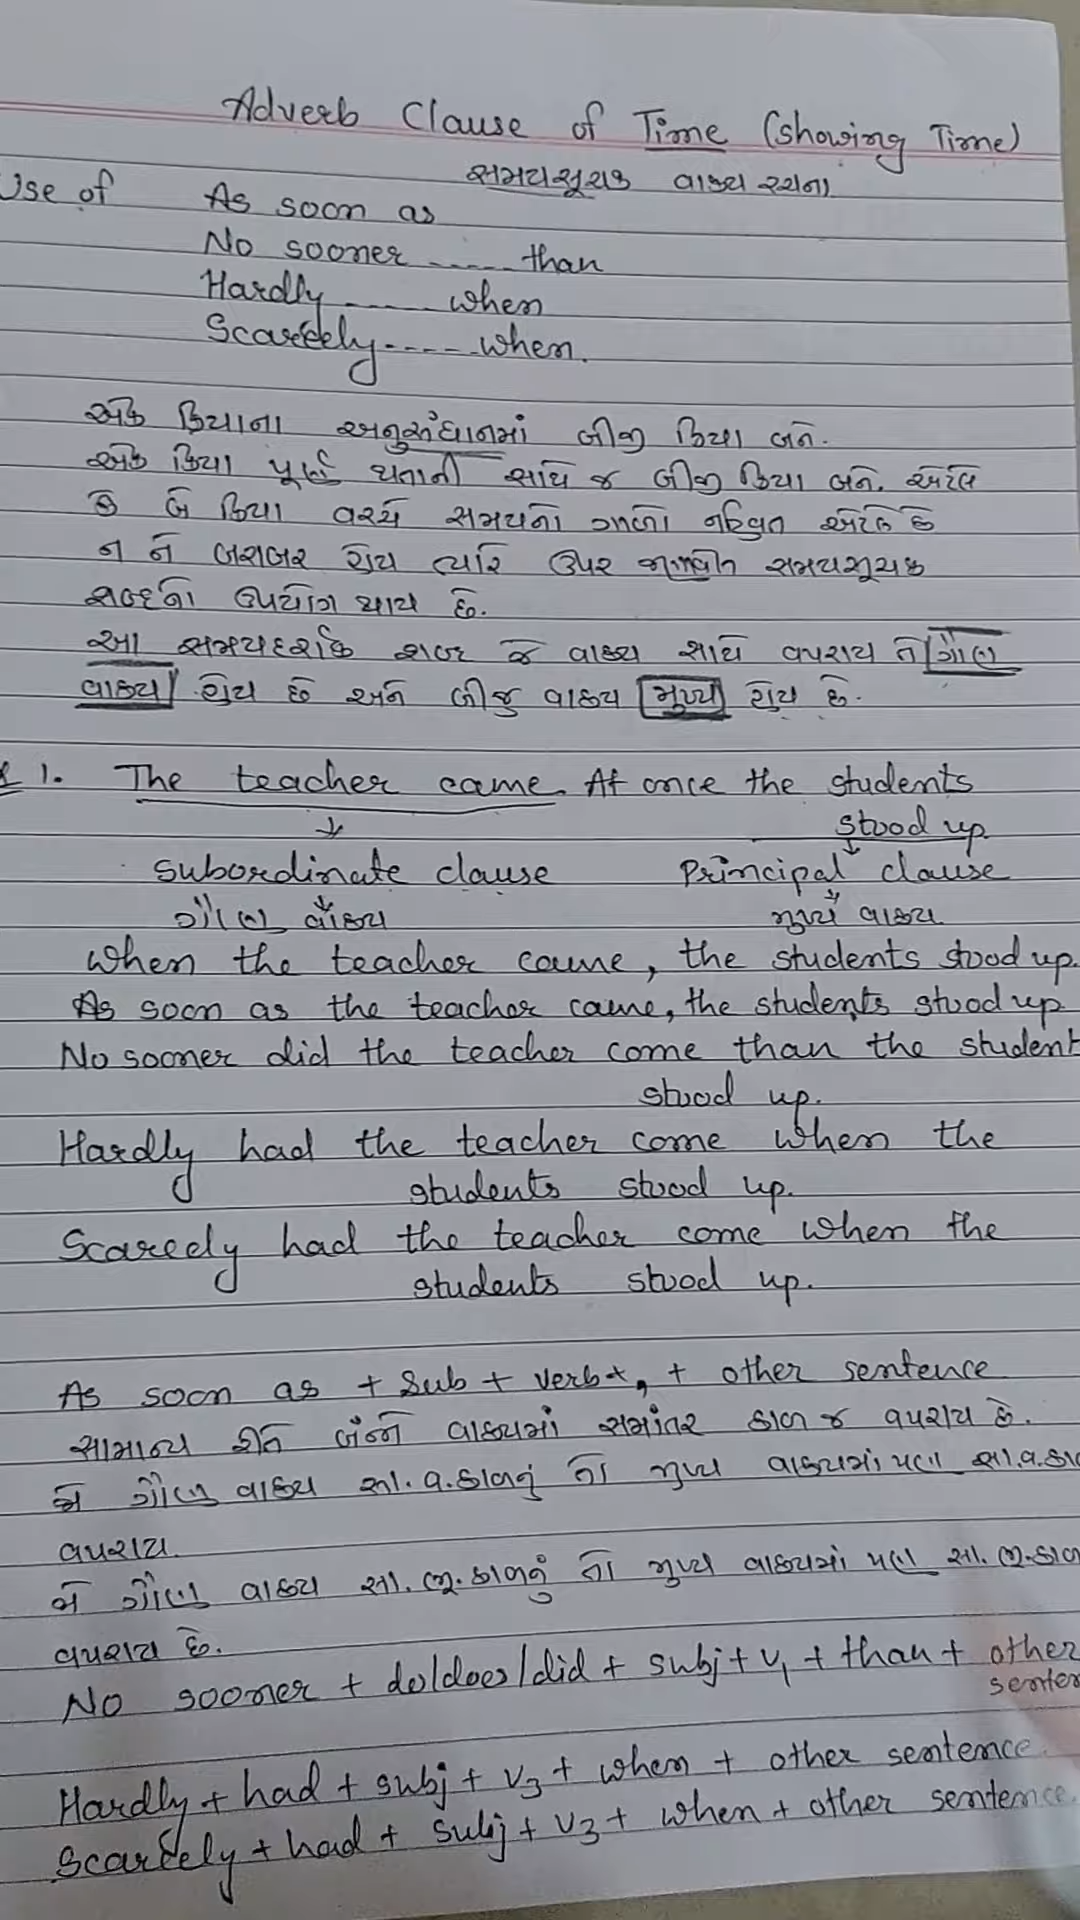 Adverb Clause of Time (showing Time)
સમયસૂચક વાક્ય રચના
Use of As soon as
No sooner ..... than
Hardly ..... when
Scarcely ..... when.
એક ક્રિયાના અનુસંધાનમાં બીજી ક્રિયા બને.
એક ક્રિયા પૂર્ણ થતાની સાથે જ બીજી ક્રિયા બને. એટલે
કે બે ક્રિયા વચ્ચે સમયનો ગાળો નહિવત એટલે કે
ન ને બરાબર હોય ત્યારે ઉપર મુજબના સમયસૂચક
શબ્દનો ઉપયોગ થાય છે.
આ સમયદર્શક શબ્દ જે વાક્ય સાથે વપરાય તે ગૌણ
વાક્ય હોય છે અને બીજુ વાક્ય મુખ્ય હોય છે.
1. The teacher came. At once the students
stood up.
subordinate clause Principal clause
ગૌણ વાક્ય મુખ્ય વાક્ય
when the teacher came, the students stood up.
As soon as the teacher came, the students stood up
No sooner did the teacher come than the student
stood up.
Hardly had the teacher come when the
students stood up.
Scarecly had the teacher come when the
students stood up.
As soon as + Sub + verb + other sentence
સામાન્ય રીતે બંને વાક્યમાં સમાંતર કાળ જ વપરાય છે.
જો ગૌણ વાક્ય સા. વ. કાળનું તો મુખ્ય વાક્યમાં પણ સા.વ.કા
વપરાય.
જો ગૌણ વાક્ય સા. ભૂ. કાળનું તો મુખ્ય વાક્યમાં પણ સા. ભૂ. કાળ
વપરાય છે.
No sooner + do/does/did + subj + v1 + than + other
senten
Hardly + had + subj + v3 + when + other sentence.
Scarcely + had + subj + v3 + when + other sentence.